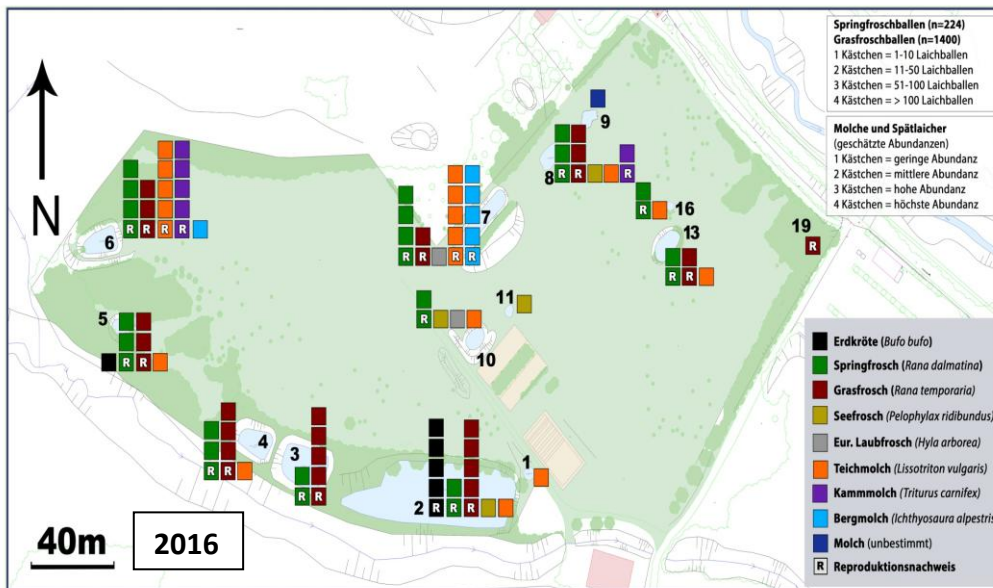 Springfroschballen (n=224)
Grasfroschballen (n=1400)
1 Kästchen = 1-10 Laichballen
2 Kästchen = 11-50 Laichballen
3 Kästchen = 51-100 Laichballen
4 Kästchen = > 100 Laichballen
Molche und Spätlaicher
(geschätzte Abundanzen)
1 Kästchen = geringe Abundanz
2 Kästchen = mittlere Abundanz
3 Kästchen = hohe Abundanz
4 Kästchen = höchste Abundanz
N
9
8
R R R
7
6
R R R R
R R R R
16
R
13
R R
19
R
5
R R
11
R
10
4
R R
3
R R
2
R R R
1
Erdkröte (Bufo bufo)
Springfrosch (Rana dalmatina)
Grasfrosch (Rana temporaria)
Seefrosch (Pelophylax ridibundus)
Eur. Laubfrosch (Hyla arborea)
Teichmolch (Lissotriton vulgaris)
Kammmolch (Triturus carnifex)
Bergmolch (Ichthyosaura alpestris
Molch (unbestimmt)
R Reproduktionsnachweis
40m
2016